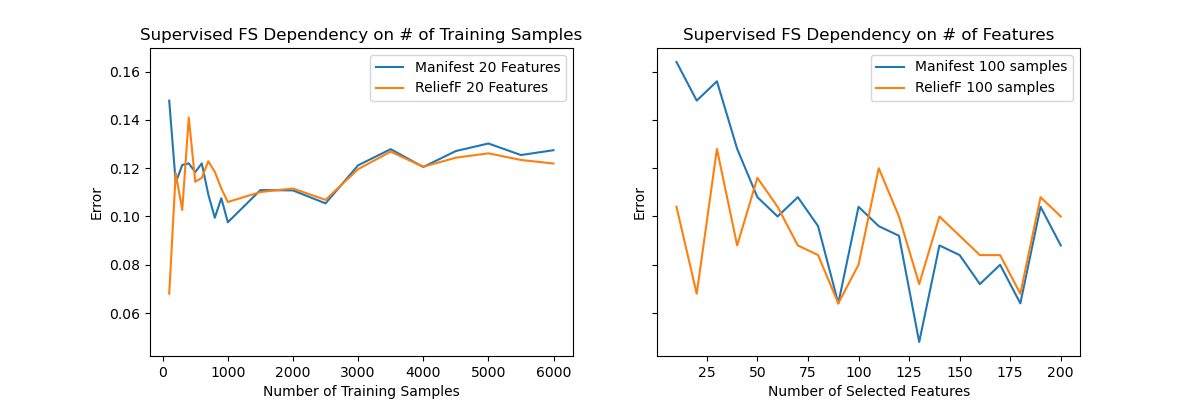 Supervised FS Dependency on # of Training Samples
Manifest 20 Features
ReliefF 20 Features
0.16
0.14
0.12
0.10
0.08
0.06
Error
0
1000
2000
3000
4000
5000
6000
Number of Training Samples
Supervised FS Dependency on # of Features
Manifest 100 samples
ReliefF 100 samples
Error
25
50
75
100
125
150
175
200
Number of Selected Features